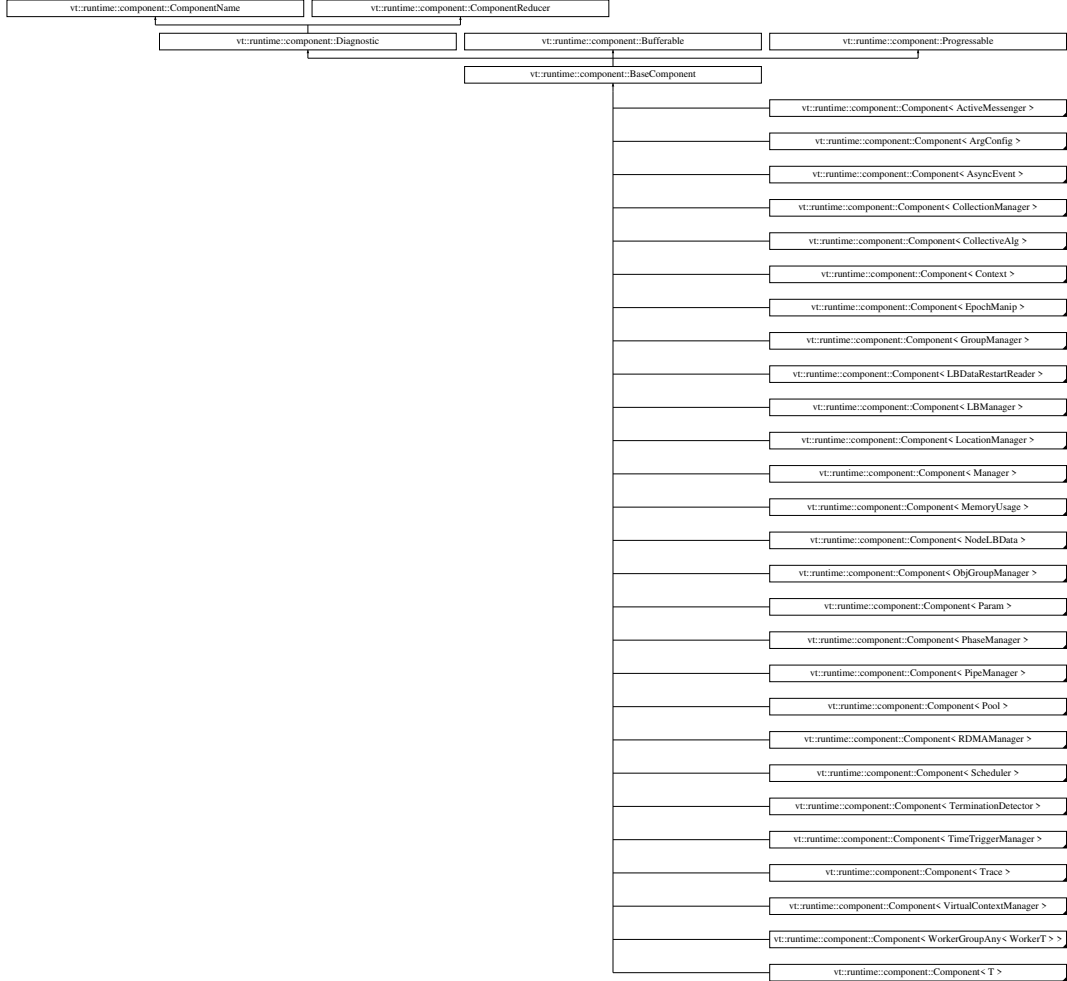 vt::runtime::component::ComponentName
vt::runtime::component::ComponentReducer
vt::runtime::component::Diagnostic
vt::runtime::component::Bufferable
vt::runtime::component::Progressable
vt::runtime::component::BaseComponent
vt::runtime::component::Component< ActiveMessenger >
vt::runtime::component::Component< ArgConfig >
vt::runtime::component::Component< AsyncEvent >
vt::runtime::component::Component< CollectionManager >
vt::runtime::component::Component< CollectiveAlg >
vt::runtime::component::Component< Context >
vt::runtime::component::Component< EpochManip >
vt::runtime::component::Component< GroupManager >
vt::runtime::component::Component< LBDataRestartReader >
vt::runtime::component::Component< LBManager >
vt::runtime::component::Component< LocationManager >
vt::runtime::component::Component< Manager >
vt::runtime::component::Component< MemoryUsage >
vt::runtime::component::Component< NodeLBData >
vt::runtime::component::Component< ObjGroupManager >
vt::runtime::component::Component< Param >
vt::runtime::component::Component< PhaseManager >
vt::runtime::component::Component< PipeManager >
vt::runtime::component::Component< Pool >
vt::runtime::component::Component< RDMAManager >
vt::runtime::component::Component< Scheduler >
vt::runtime::component::Component< TerminationDetector >
vt::runtime::component::Component< TimeTriggerManager >
vt::runtime::component::Component< Trace >
vt::runtime::component::Component< VirtualContextManager >
vt::runtime::component::Component< WorkerGroupAny< WorkerT > >
vt::runtime::component::Component< T >